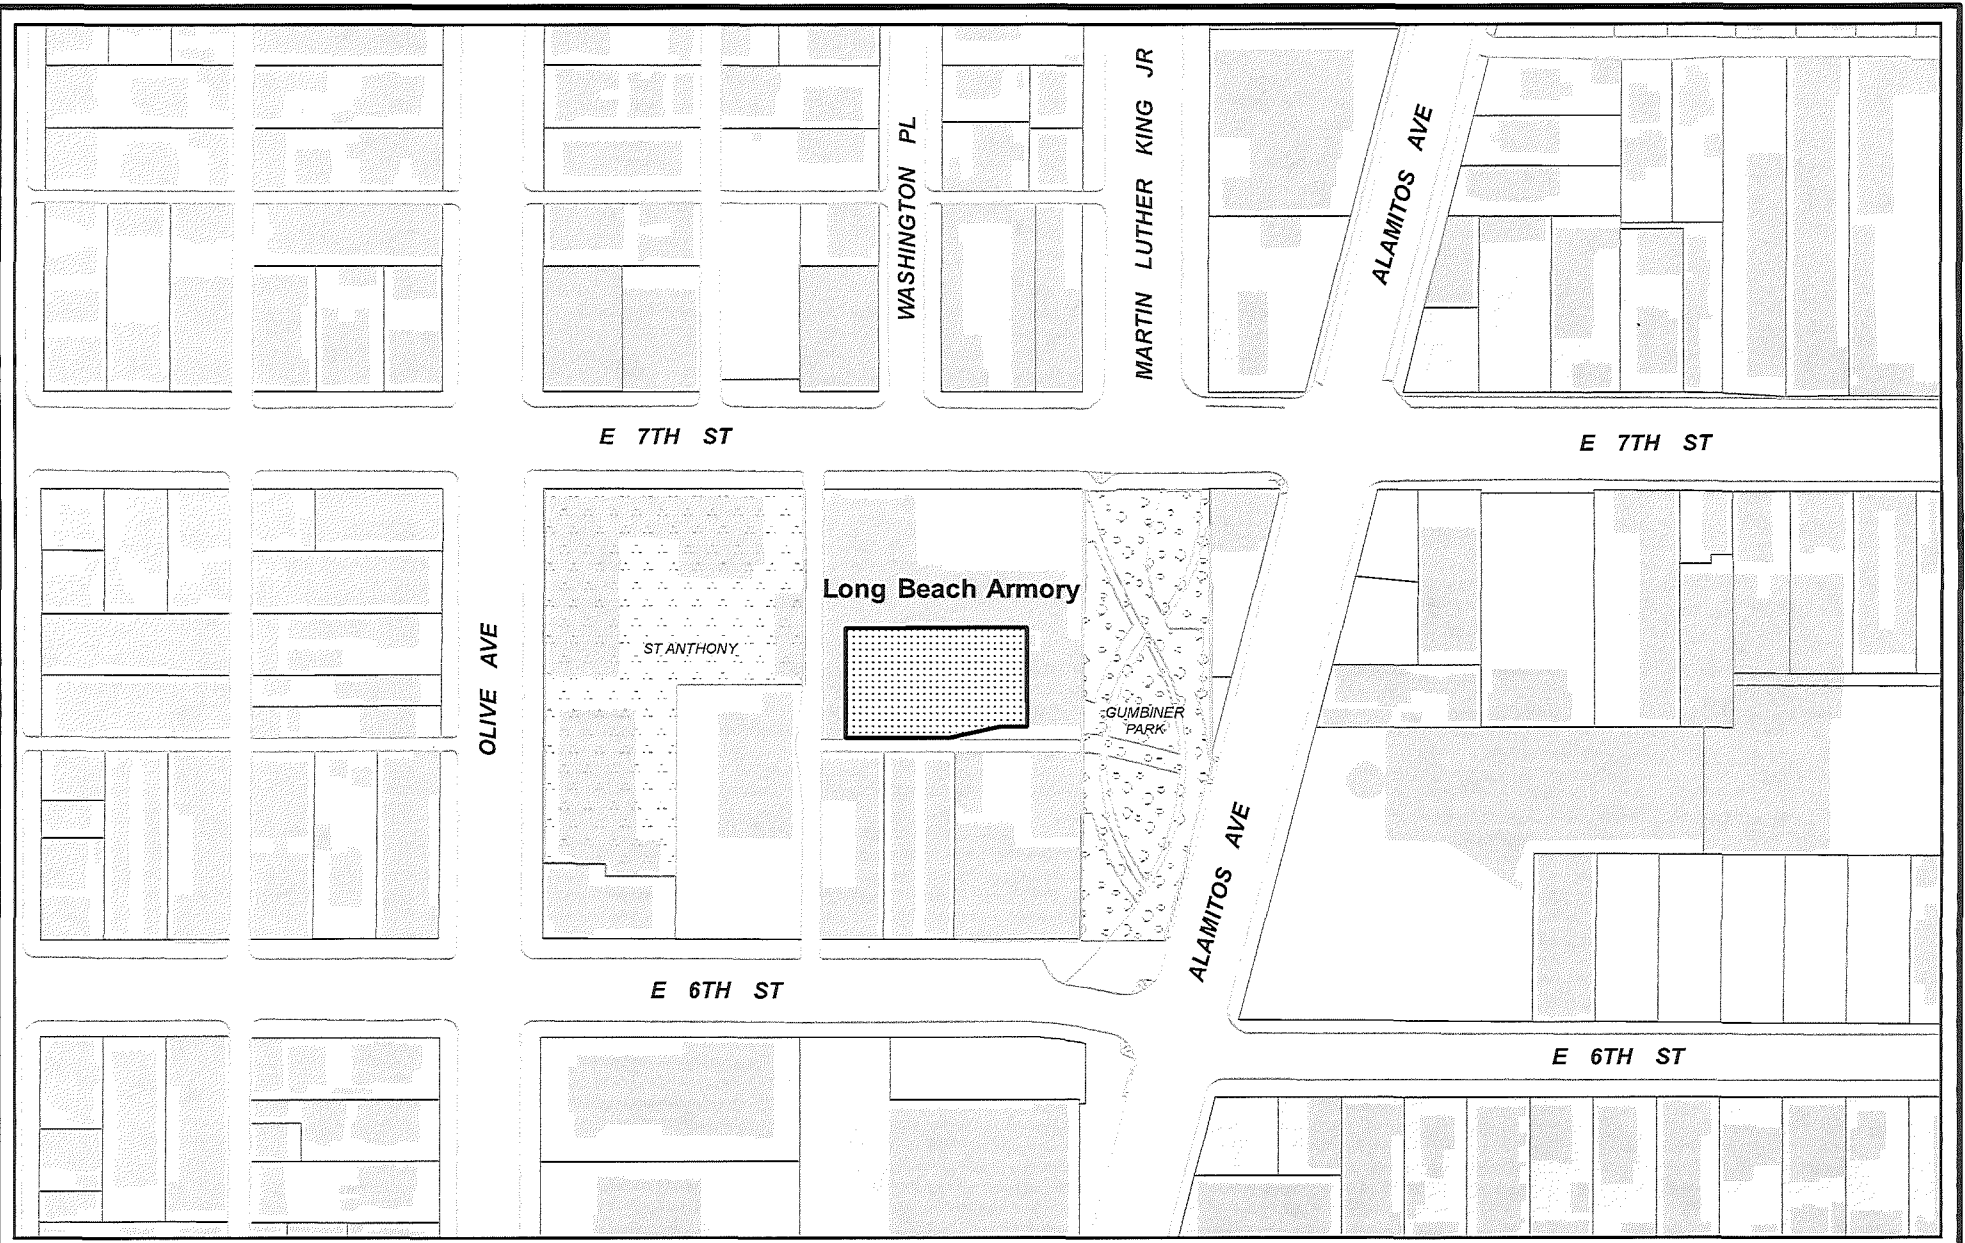 WASHINGTON PL
MARTIN LUTHER KING JR
ALAMITOS AVE
E 7TH ST
E 7TH ST
Long Beach Armory
OLIVE AVE
ST ANTHONY
GUMBINER
PARK
ALAMITOS AVE
E 6TH ST
E 6TH ST